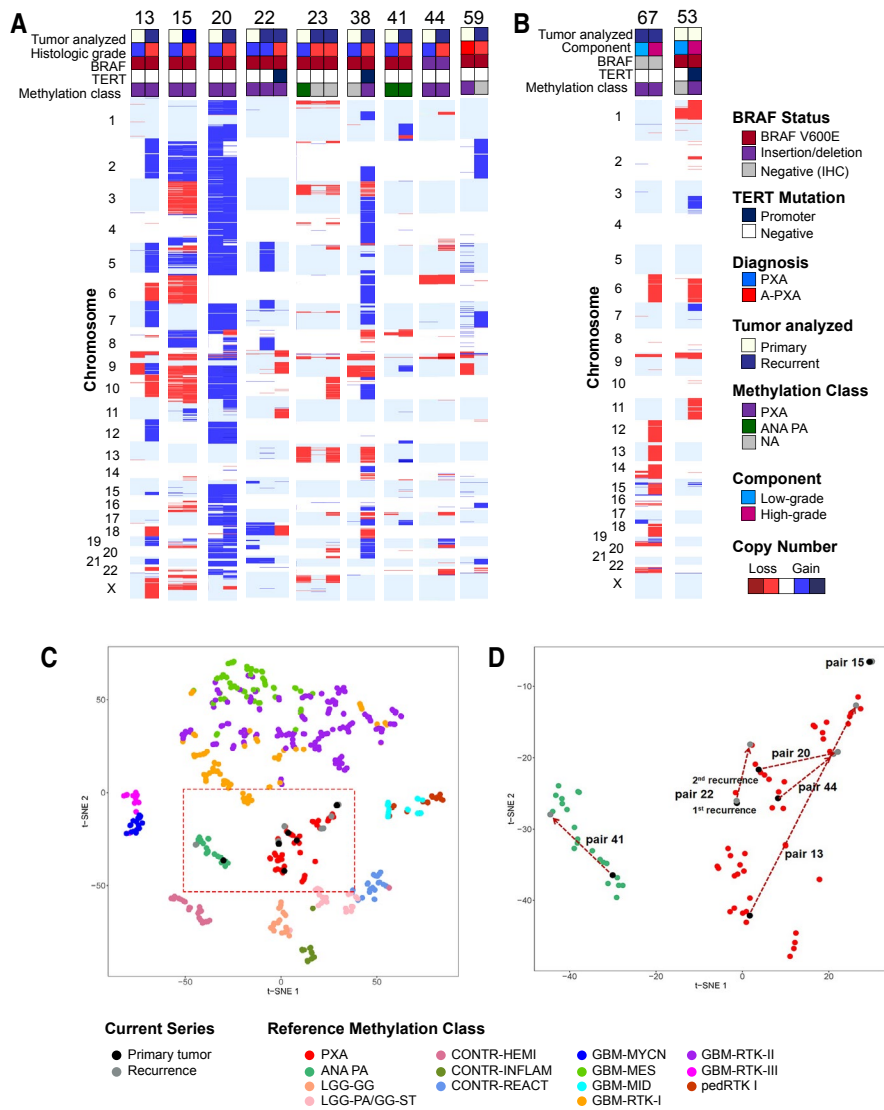 A
13 15 20 22 23 38 41 44 59
Tumor analyzed
Histologic grade
BRAF
TERT
Methylation class
Chromosome
1
2
3
4
5
6
7
8
9
10
11
12
13
14
15
16
17
18
19
20
21
22
X
B
67 53
Tumor analyzed
Component
BRAF
TERT
Methylation class
Chromosome
1
2
3
4
5
6
7
8
9
10
11
12
13
14
15
16
17
18
19
20
21
22
X
BRAF Status
BRAF V600E
Insertion/deletion
Negative (IHC)
TERT Mutation
Promoter
Negative
Diagnosis
PXA
A-PXA
Tumor analyzed
Primary
Recurrent
Methylation Class
PXA
ANA PA
NA
Component
Low-grade
High-grade
Copy Number
Loss Gain
C
50
0
−50
t−SNE 2
−50 0 50
t−SNE 1
D
−10
−20
−30
−40
t−SNE 2
pair 15
pair 20
2nd recurrence
pair 44
pair 22
1st recurrence
pair 41
pair 13
−40 −20 0 20
t−SNE 1
Current Series
Primary tumor
Recurrence
Reference Methylation Class
PXA
ANA PA
LGG-GG
LGG-PA/GG-ST
CONTR-HEMI
CONTR-INFLAM
CONTR-REACT
GBM-MYCN
GBM-MES
GBM-MID
GBM-RTK-I
GBM-RTK-II
GBM-RTK-III
pedRTK I